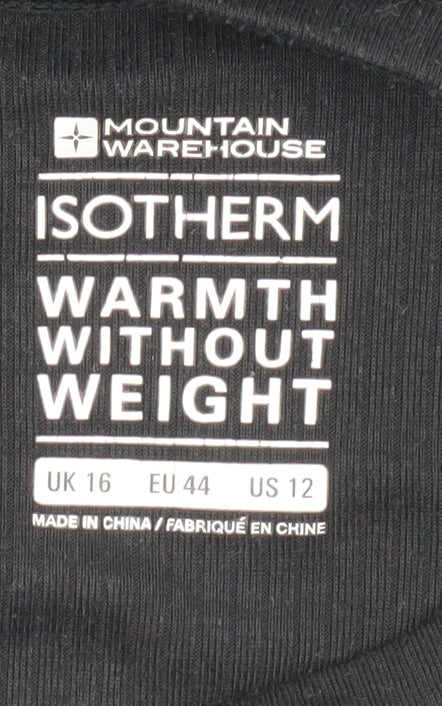 MOUNTAIN
WAREHOUSE
ISOTHERM
WARMTH
WITHOUT
WEIGHT
UK 16 EU 44 US 12
MADE IN CHINA / FABRIQUÉ EN CHINE